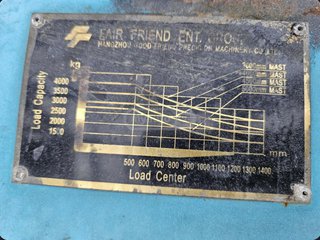 FAIR FRIEND ENT. GROUP
HANGZHOU GOOD FRIEND PRECISION MACHINERY CO., LTD.
kg
MAST
MAST
MAST
MAST
Load Capacity
4000
3500
3000
2500
2000
1500
mm
500 600 700 800 900 1000 1100 1200 1300 1400
Load Center